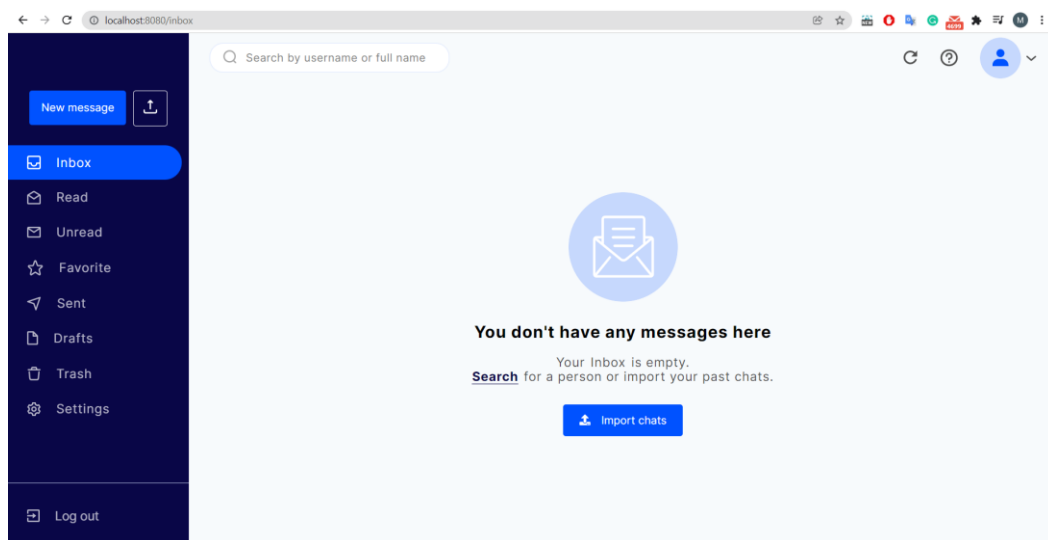 localhost:8080/inbox
4699
M
Search by username or full name
New message
Inbox
Read
Unread
Favorite
Sent
Drafts
Trash
Settings
Log out
You don't have any messages here
Your Inbox is empty.
Search for a person or import your past chats.
Import chats